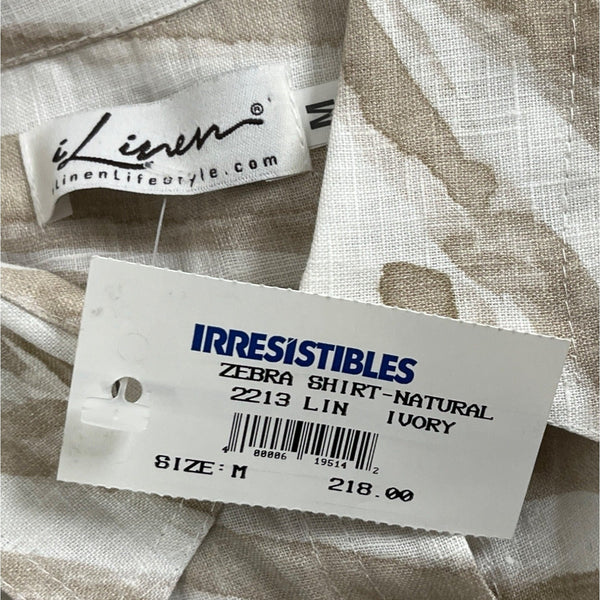 iLinen®
iLinenLifestyle.com
M
IRRESISTIBLES
ZEBRA SHIRT-NATURAL
2213 LIN IVORY
4 00006 19514 2
SIZE:M 218.00